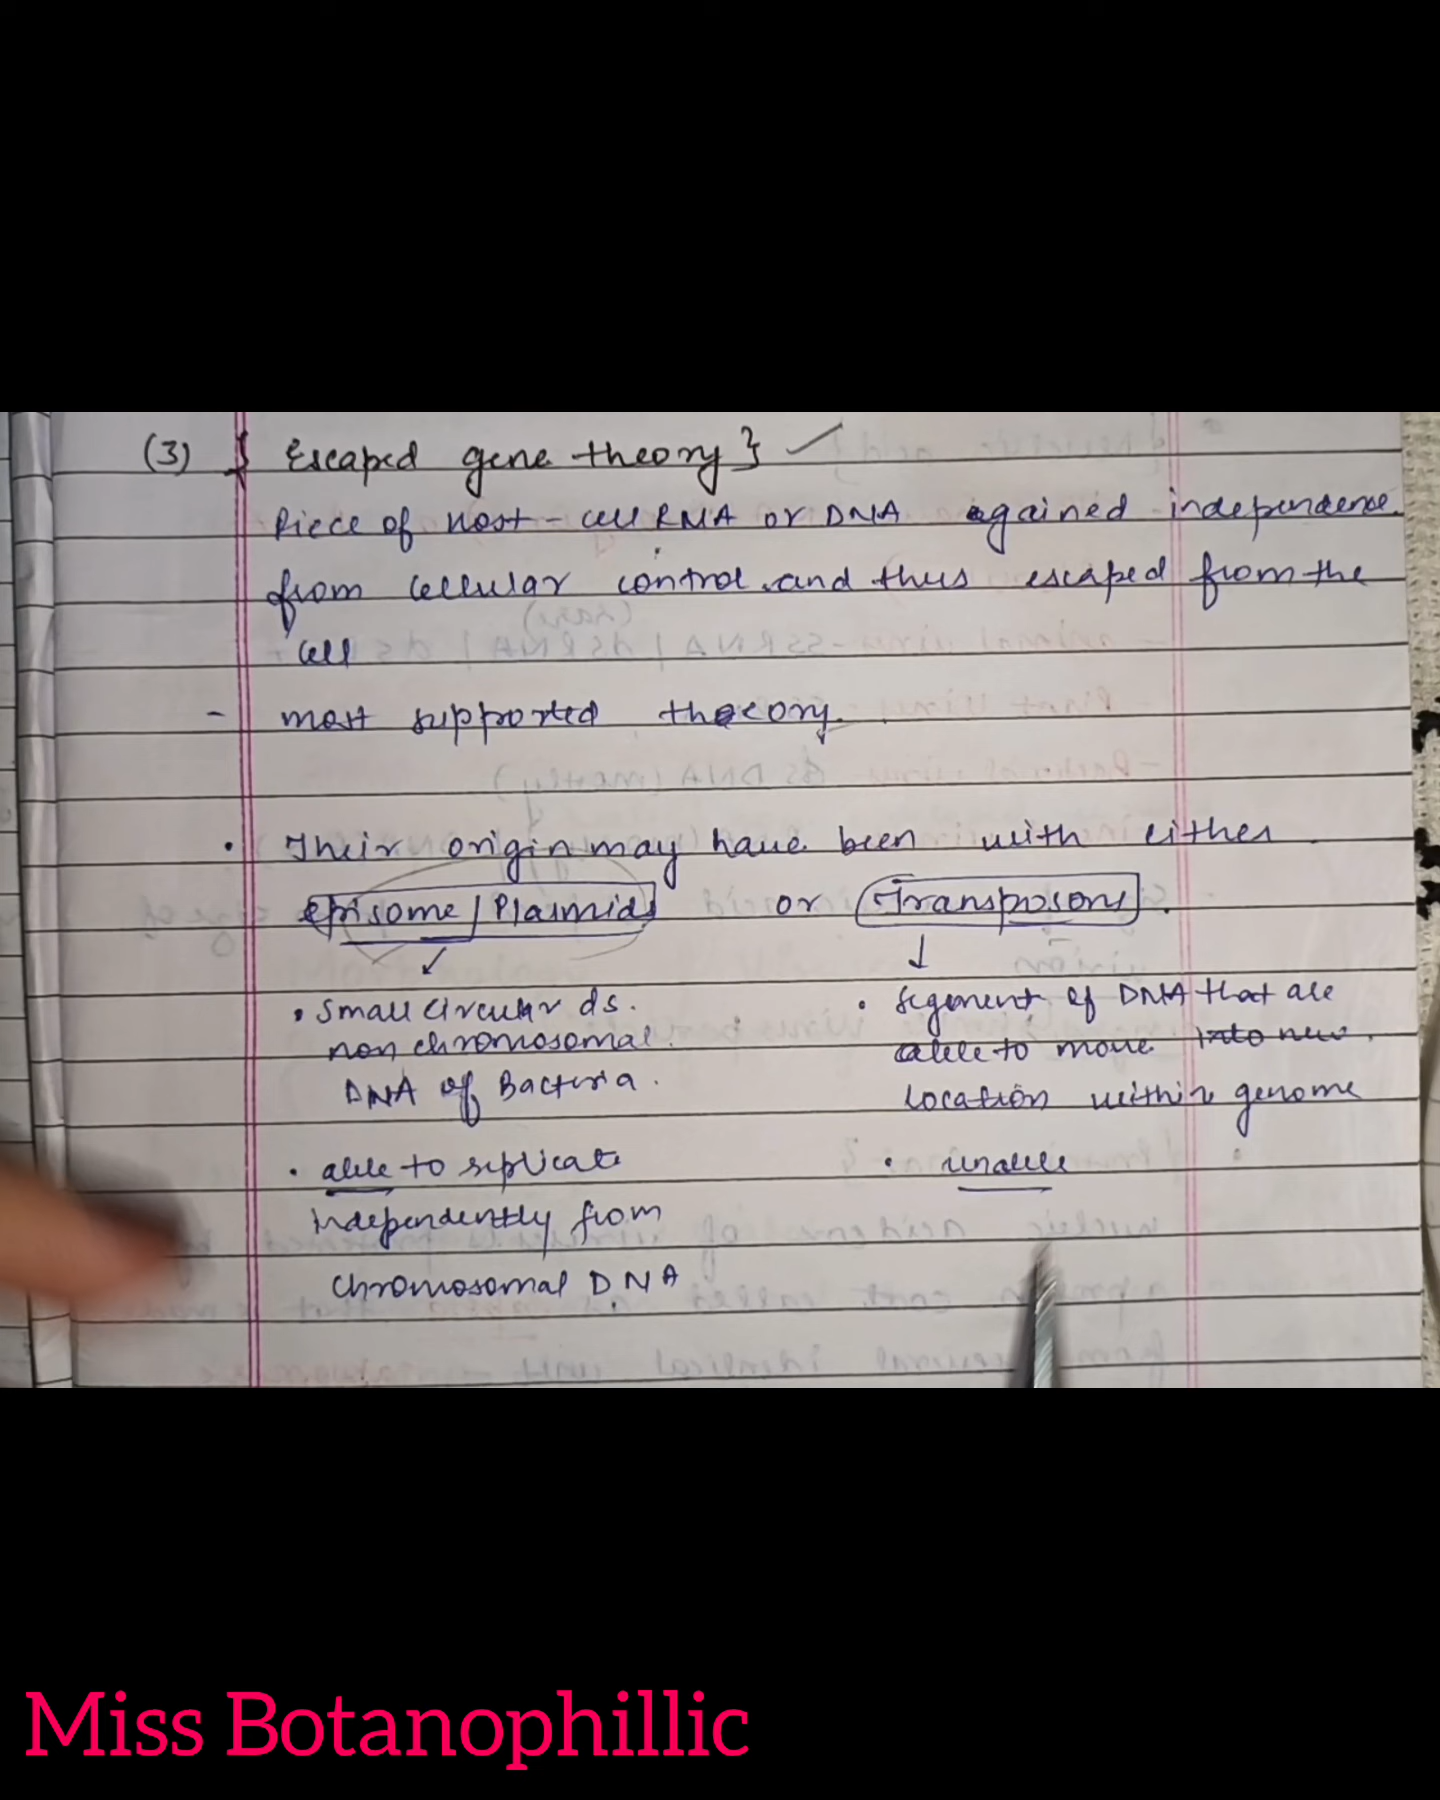 (3) { Escaped gene theory } ✓
Piece of host-cell RNA or DNA gained independence
from cellular control and thus escaped from the
cell
- most supported theory.
• Their origin may have been with either
Episome / Plasmids or Transposons.
• Small circular ds.
non chromosomal
DNA of Bacteria.
• able to replicate
independently from
chromosomal DNA
• segment of DNA that are
able to move into new
location within genome
• unable
Miss Botanophillic